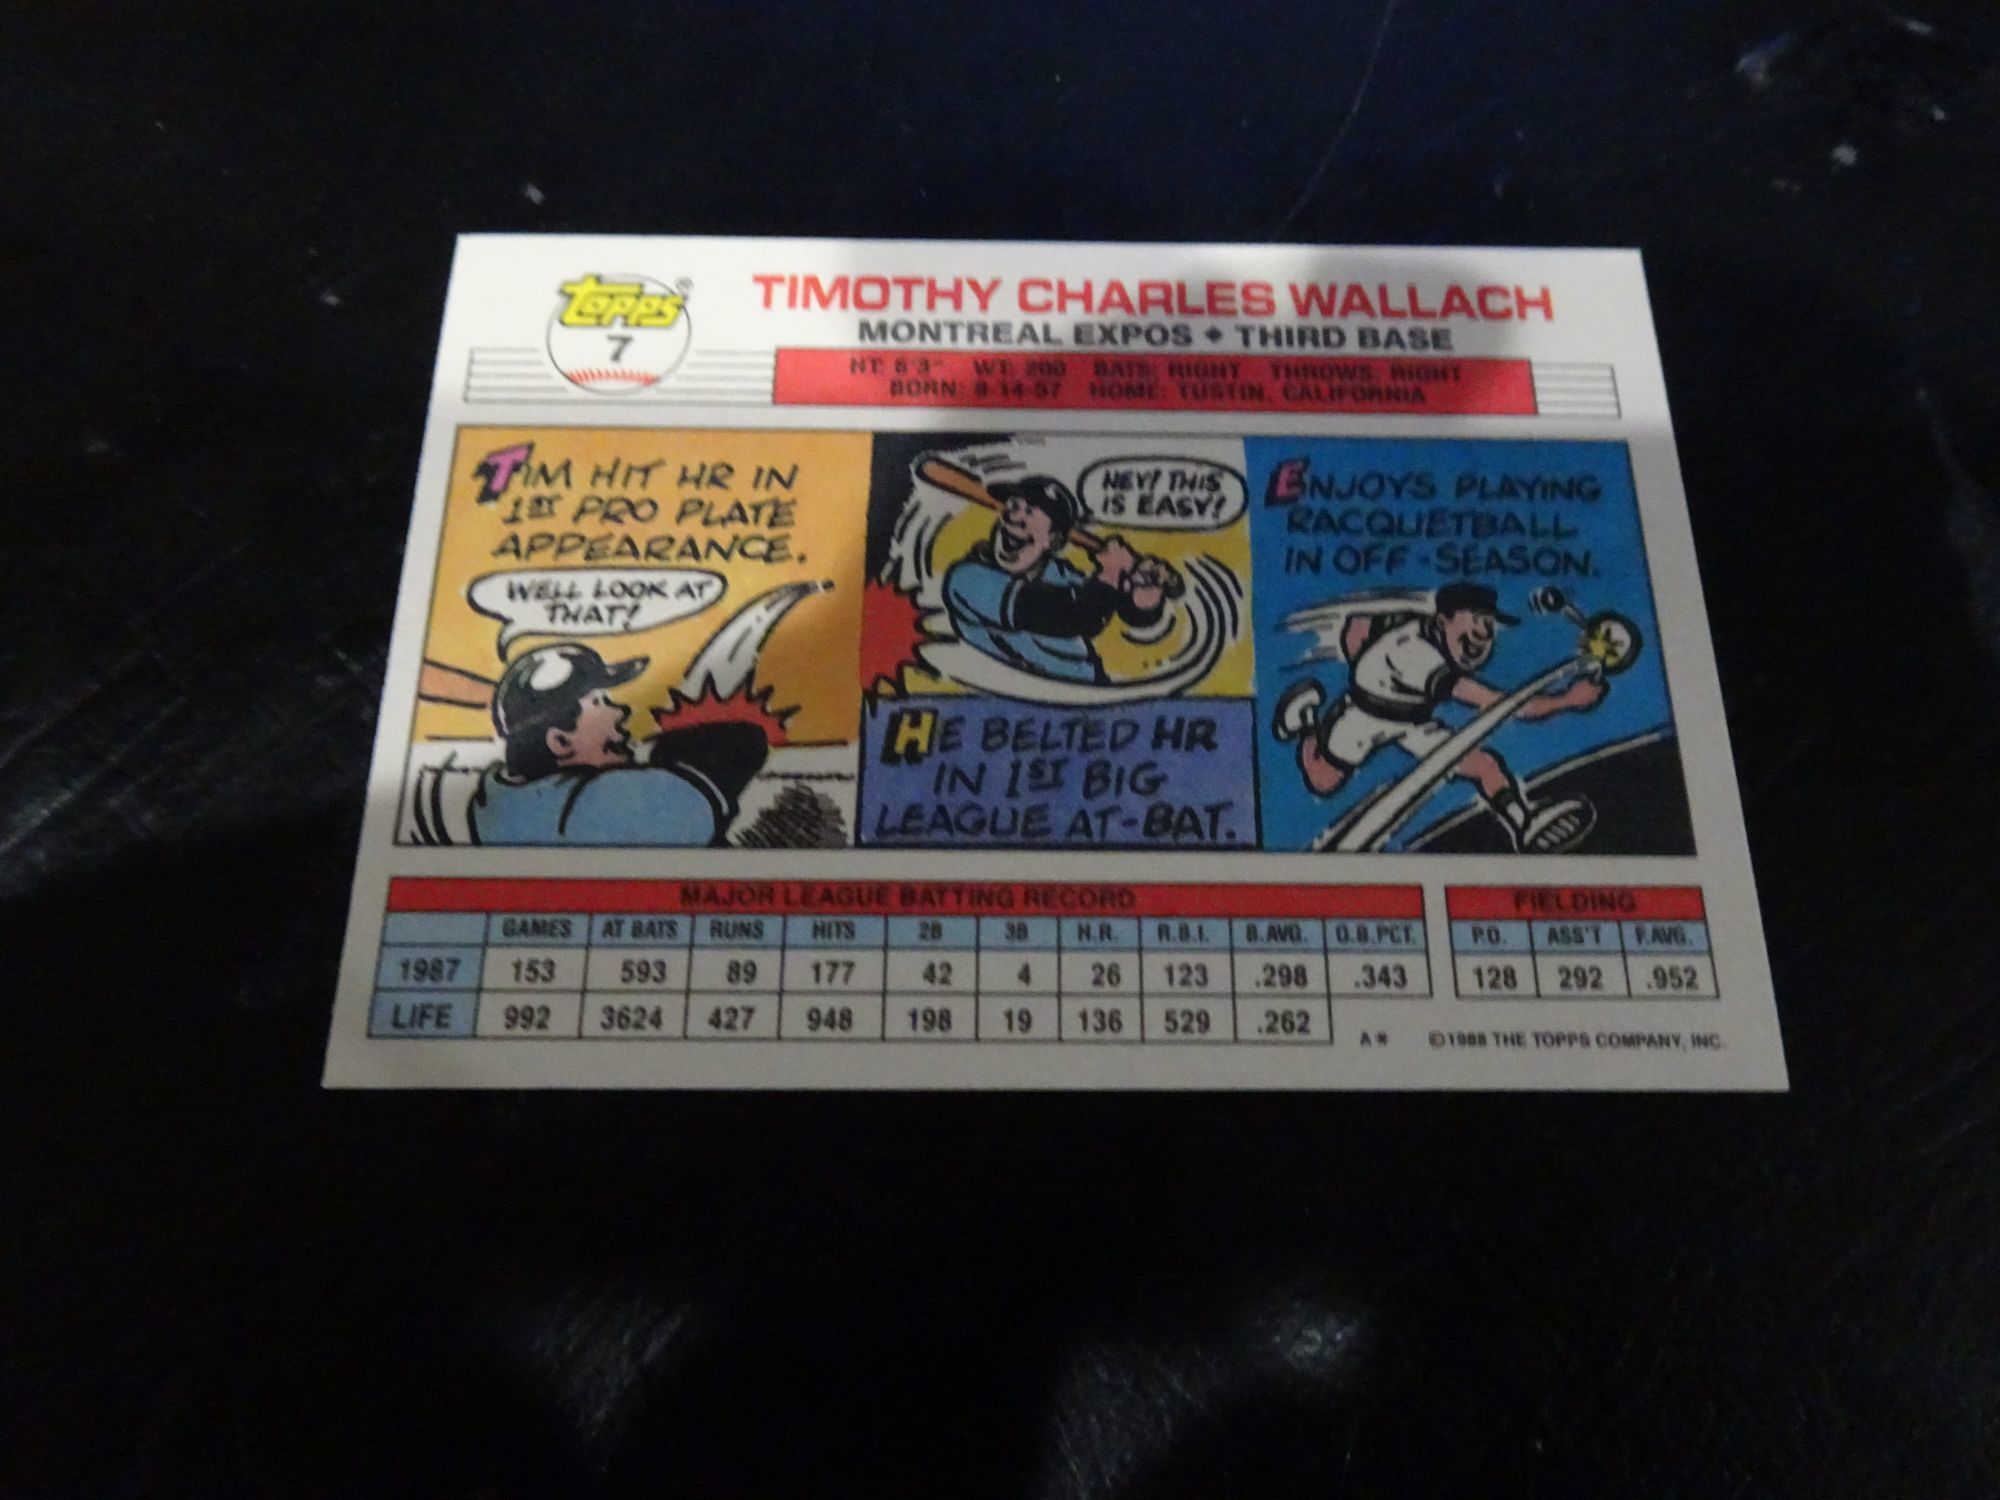 topps®
7
TIMOTHY CHARLES WALLACH
MONTREAL EXPOS ♦ THIRD BASE
HT: 6'3" WT: 200 BATS: RIGHT THROWS: RIGHT
BORN: 9-14-57 HOME: TUSTIN, CALIFORNIA
TIM HIT HR IN
1ST PRO PLATE
APPEARANCE.
WELL LOOK AT
THAT!
HEY! THIS
IS EASY!
HE BELTED HR
IN 1ST BIG
LEAGUE AT-BAT.
ENJOYS PLAYING
RACQUETBALL
IN OFF-SEASON.
MAJOR LEAGUE BATTING RECORD
GAMES AT BATS RUNS HITS 2B 3B H.R. R.B.I. B.AVG. O.B.PCT.
1987 153 593 89 177 42 4 26 123 .298 .343
LIFE 992 3624 427 948 198 19 136 529 .262
FIELDING
P.O. ASS'T F.AVG.
128 292 .952
A* ©1988 THE TOPPS COMPANY, INC.